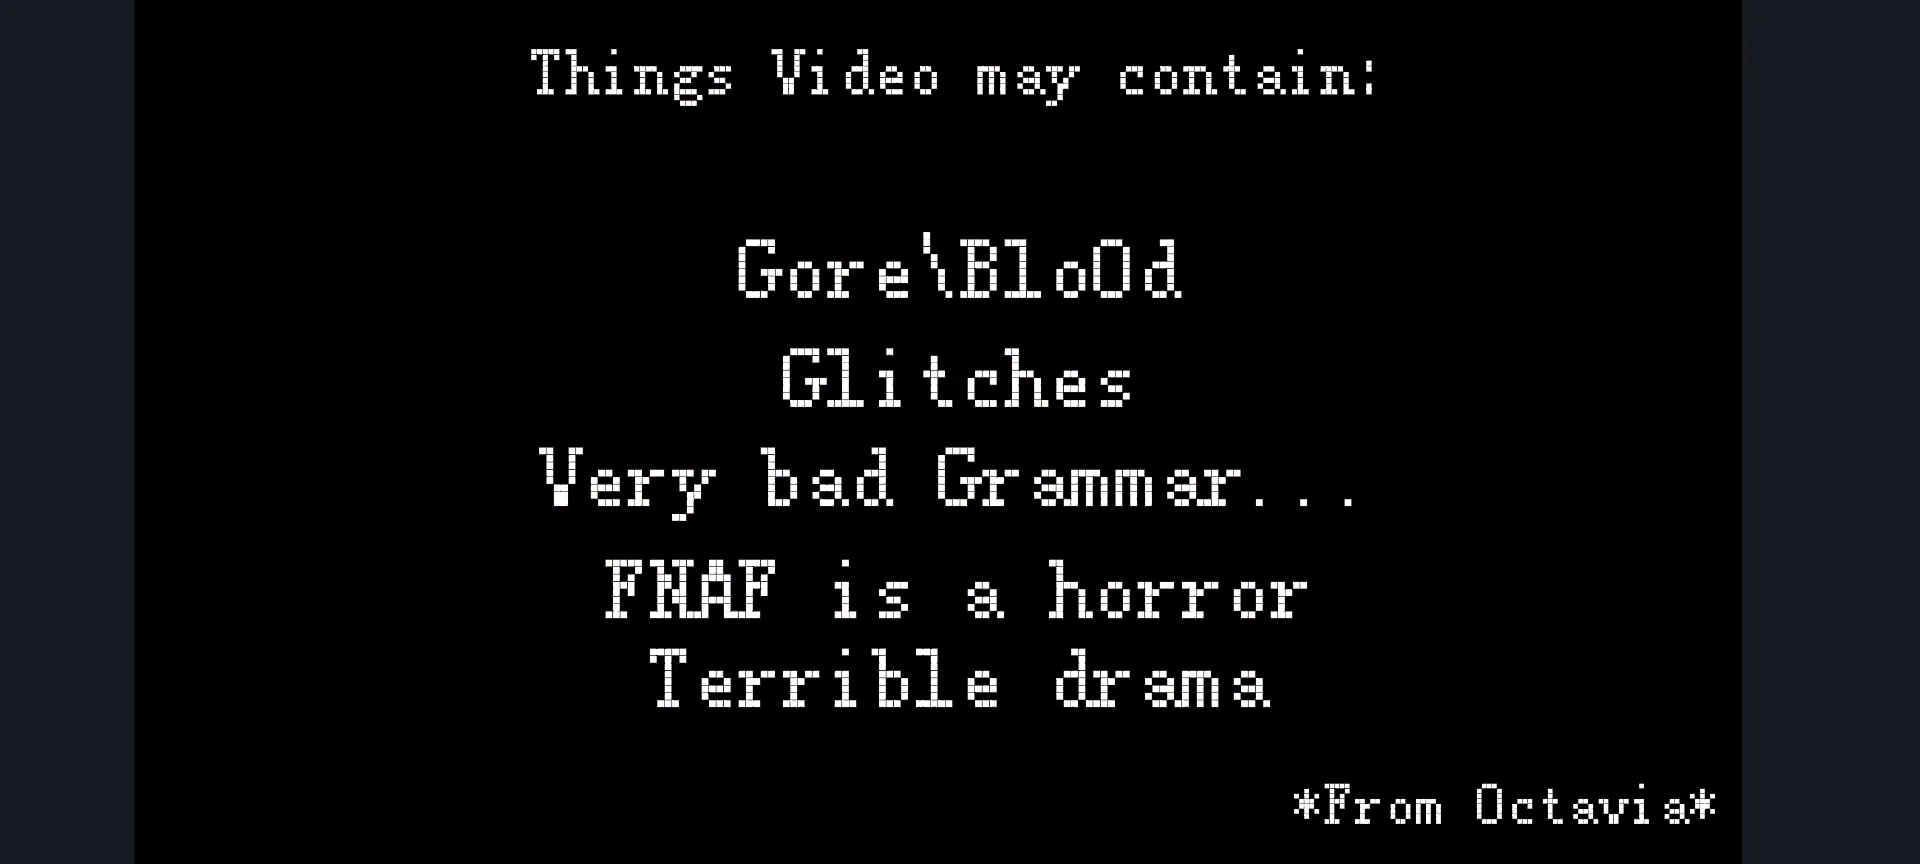 Things Video may contain:
Gore\BloOd
Glitches
Very bad Grammar...
FNAF is a horror
Terrible drama
*From Octavia*